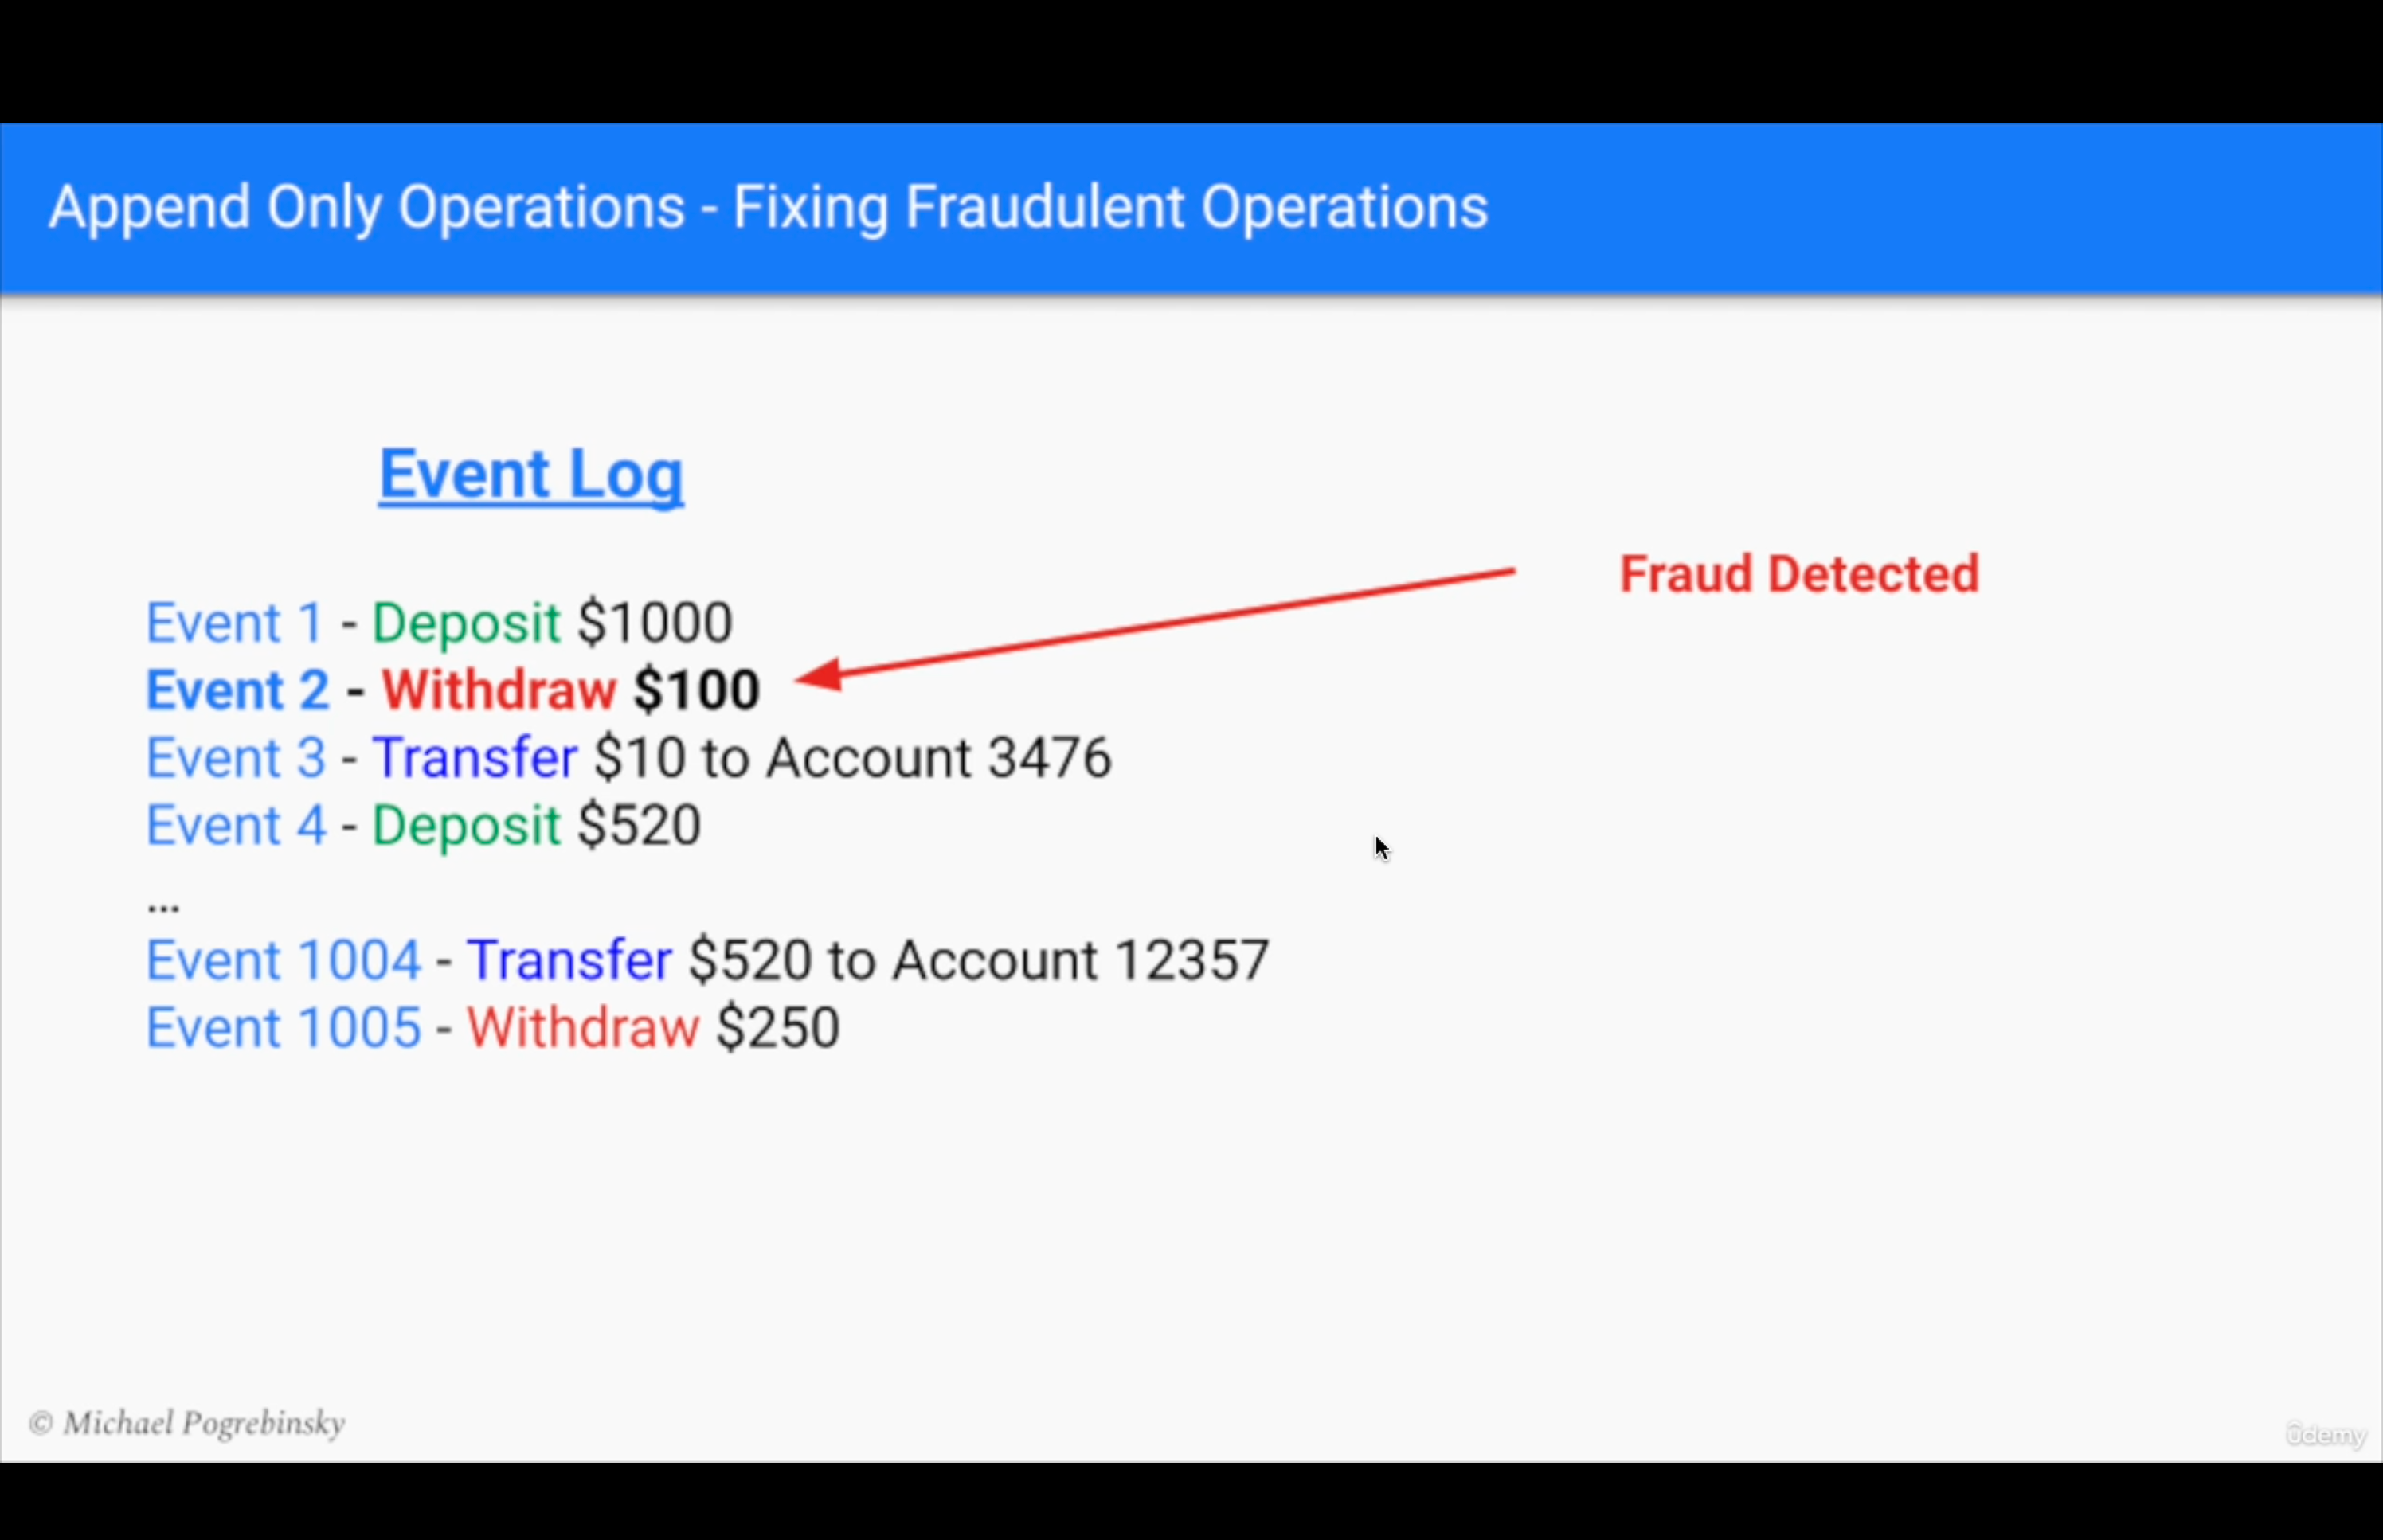 Append Only Operations - Fixing Fraudulent Operations
Event Log
Fraud Detected
Event 1 - Deposit $1000
Event 2 - Withdraw $100
Event 3 - Transfer $10 to Account 3476
Event 4 - Deposit $520
...
Event 1004 - Transfer $520 to Account 12357
Event 1005 - Withdraw $250
© Michael Pogrebinsky
ûdemy